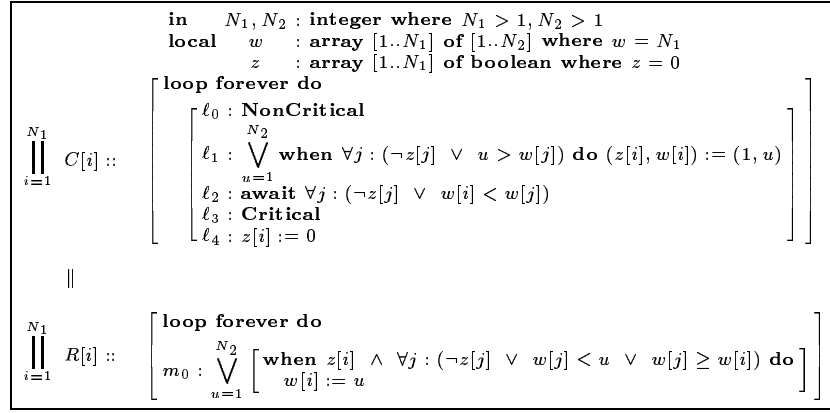 in N₁, N₂ : integer where N₁ > 1, N₂ > 1
local w : array [1..N₁] of [1..N₂] where w = N₁
z : array [1..N₁] of boolean where z = 0
loop forever do
ℓ₀ : NonCritical
N₂
ℓ₁ : ⋁ when ∀j : (¬z[j] ∨ u > w[j]) do (z[i], w[i]) := (1, u)
u=1
N₁
|| C[i] ::
i=1
ℓ₂ : await ∀j : (¬z[j] ∨ w[i] < w[j])
ℓ₃ : Critical
ℓ₄ : z[i] := 0
||
loop forever do
N₁
|| R[i] ::
i=1
N₂
m₀ : ⋁ [when z[i] ∧ ∀j : (¬z[j] ∨ w[j] < u ∨ w[j] ≥ w[i]) do
u=1
w[i] := u]